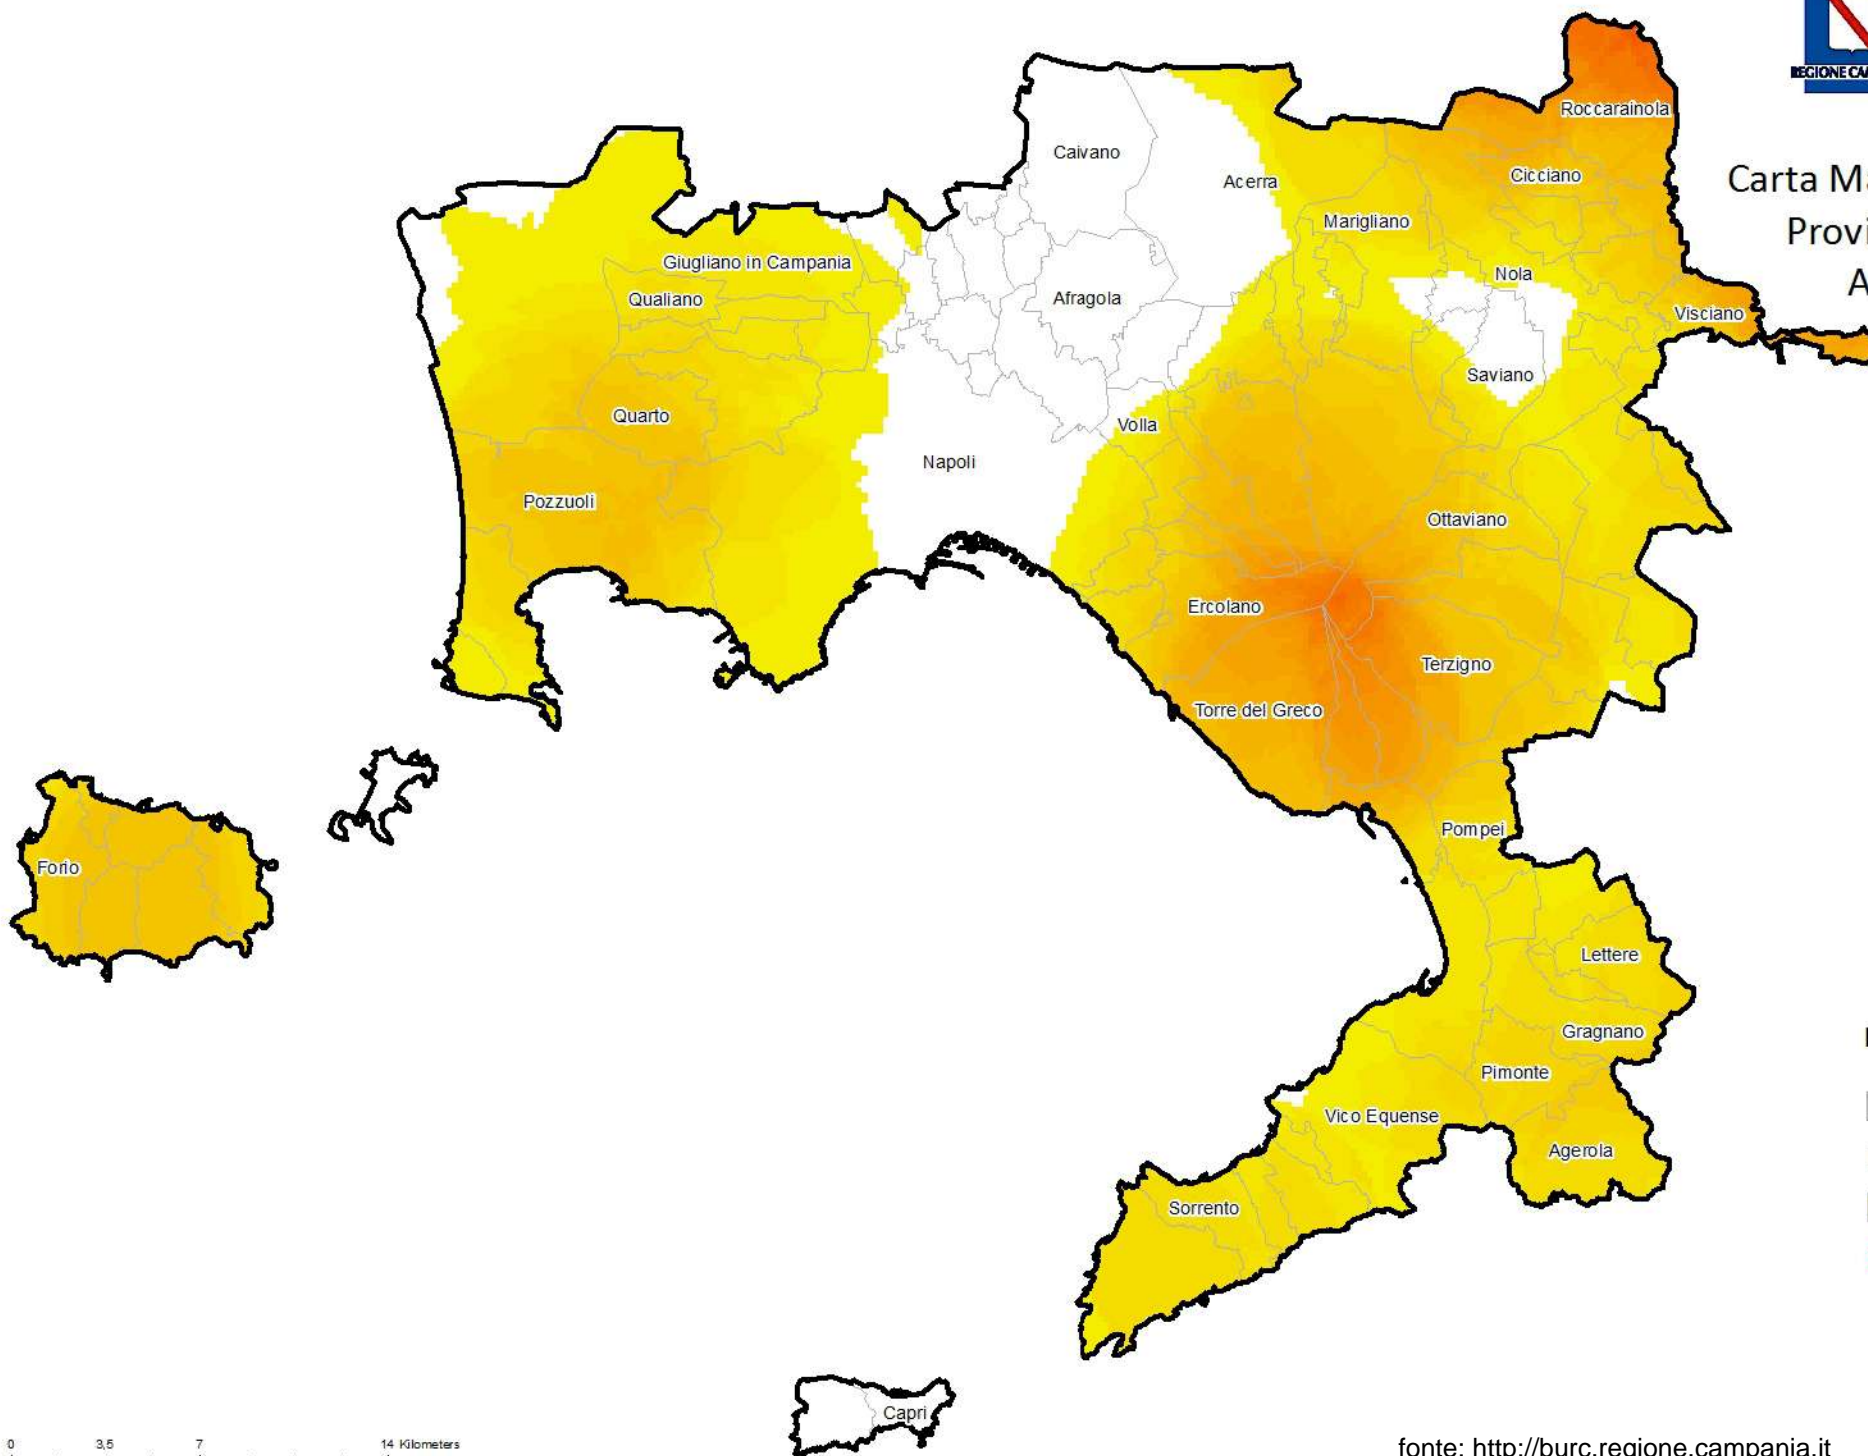 REGIONE CA
Carta Ma
Provi
A
Roccarainola
Caivano
Cicciano
Acerra
Marigliano
Giugliano in Campania
Nola
Qualiano
Afragola
Visciano
Saviano
Quarto
Volla
Napoli
Pozzuoli
Ottaviano
Ercolano
Terzigno
Torre del Greco
Pompei
Forio
Lettere
Gragnano
Pimonte
Vico Equense
Agerola
Sorrento
Capri
0 3,5 7 14 Kilometers
fonte: http://burc.regione.campania.it